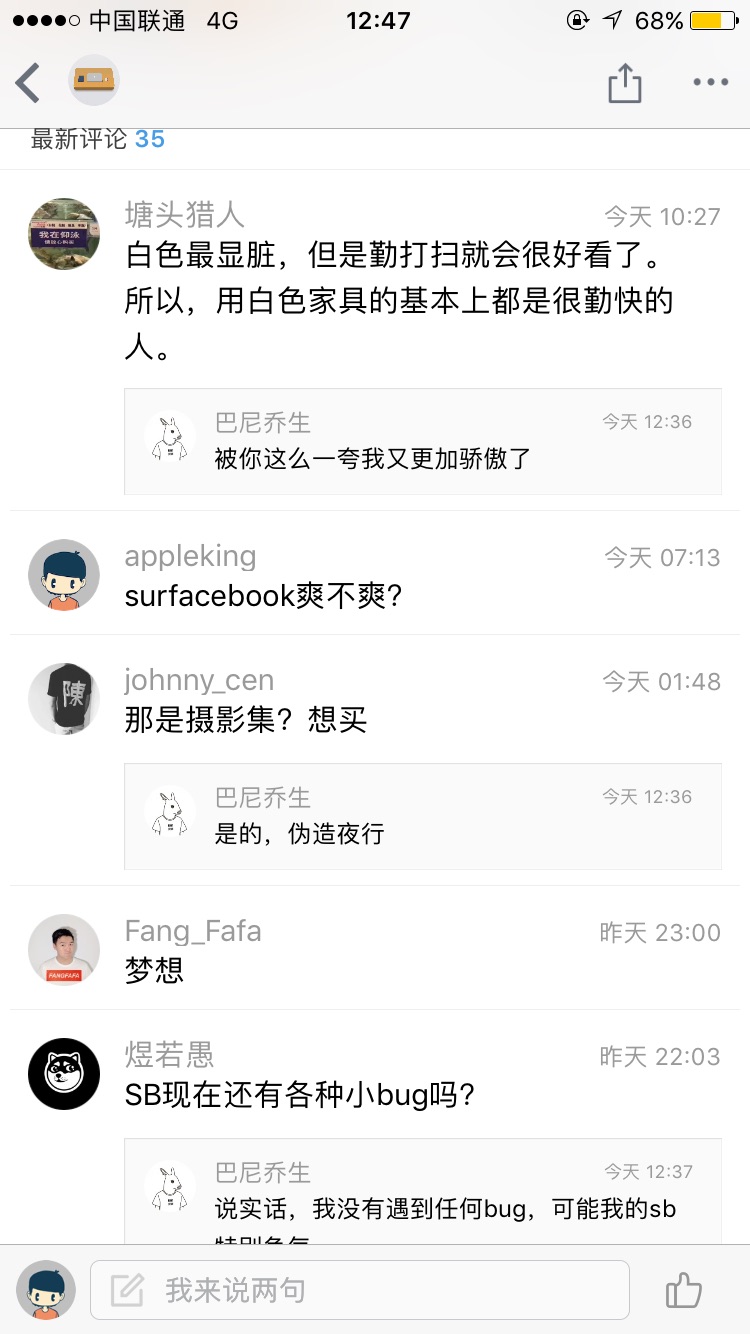 中国联通 4G 12:47 68%
最新评论 35
塘头猎人 今天 10:27
白色最显脏，但是勤打扫就会很好看了。
所以，用白色家具的基本上都是很勤快的
人。
巴尼乔生 今天 12:36
被你这么一夸我又更加骄傲了
appleking 今天 07:13
surfacebook爽不爽？
johnny_cen 今天 01:48
陳
那是摄影集？想买
巴尼乔生 今天 12:36
是的，伪造夜行
Fang_Fafa 昨天 23:00
FANGFAFA
梦想
煜若愚 昨天 22:03
SB现在还有各种小bug吗？
巴尼乔生 今天 12:37
说实话，我没有遇到任何bug，可能我的sb
我来说两句